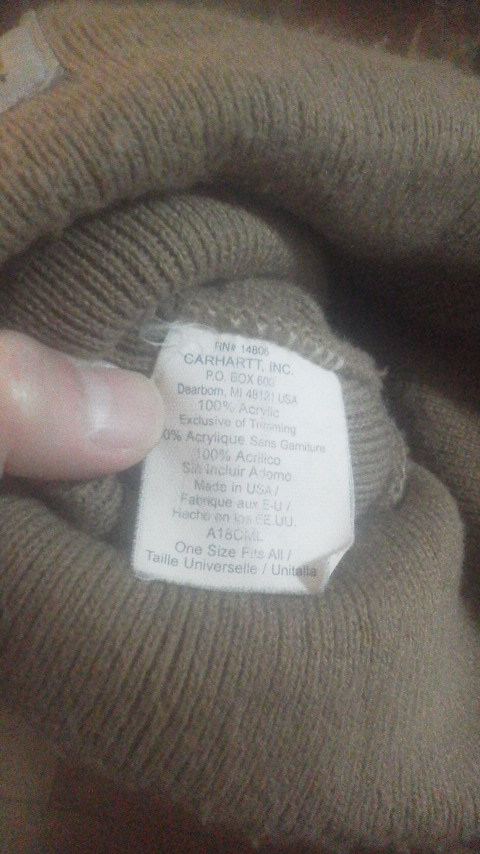 RN# 14806
CARHARTT, INC.
P.O. BOX 600
Dearborn, MI 48121 USA
100% Acrylic
Exclusive of Trimming
0% Acrylique Sans Garniture
100% Acrilico
Sin Incluir Adorno
Made in USA /
Fabrique aux E-U /
Hecho en los EE.UU.
A18CML
One Size Fits All /
Taille Universelle / Unitalla